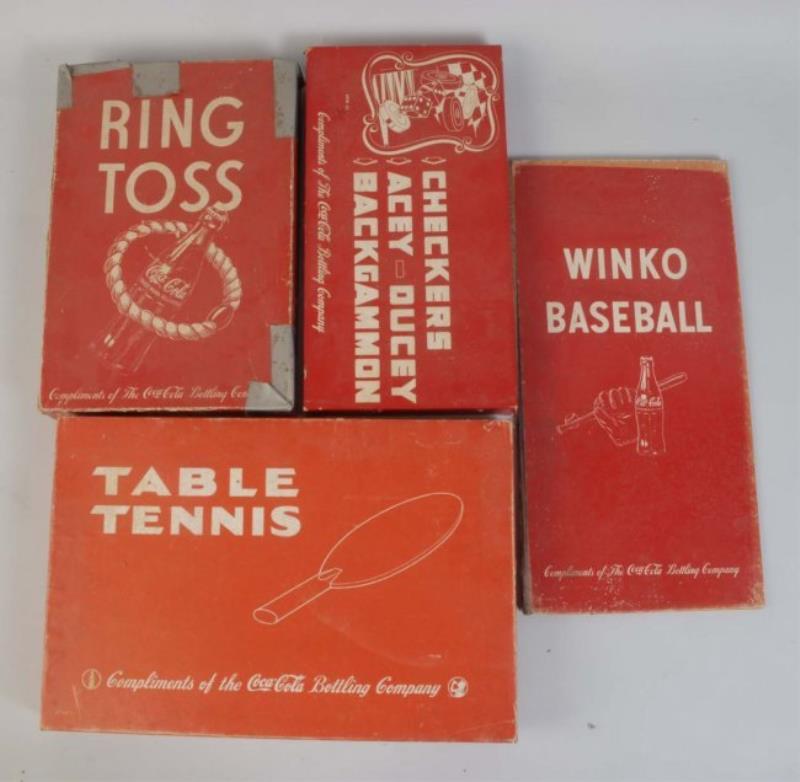 RING
TOSS
Coca-Cola
Compliments of The Coca-Cola Bottling
CHECKERS
ACEY-DUCEY
BACKGAMMON
Compliments of The Coca-Cola Bottling Company
WINKO
BASEBALL
Coca-Cola
Compliments of The Coca-Cola Bottling Company
TABLE
TENNIS
Compliments of the Coca-Cola Bottling Company